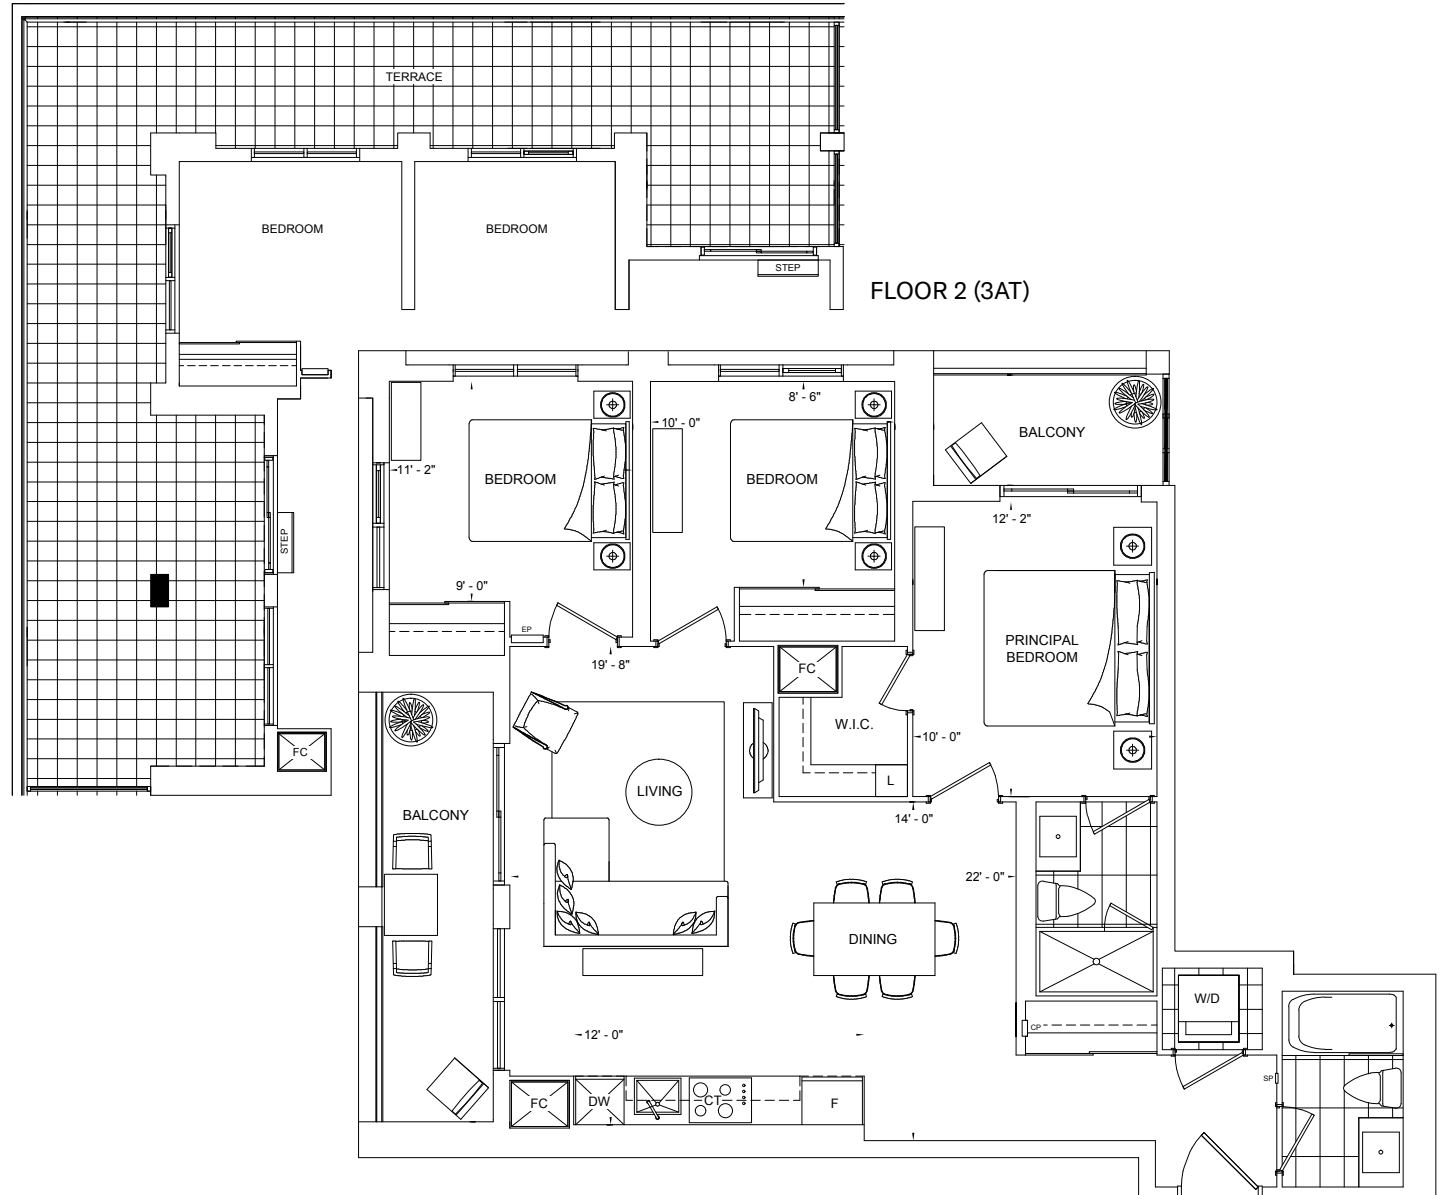 TERRACE
BEDROOM
BEDROOM
STEP
FLOOR 2 (3AT)
8' - 6"
10' - 0"
BALCONY
11' - 2"
BEDROOM
BEDROOM
12' - 2"
STEP
9' - 0"
EP
PRINCIPAL
BEDROOM
19' - 8"
FC
W.I.C.
10' - 0"
FC
L
LIVING
BALCONY
14' - 0"
22' - 0"
DINING
W/D
CP
12' - 0"
SP
FC
DW
CT
F